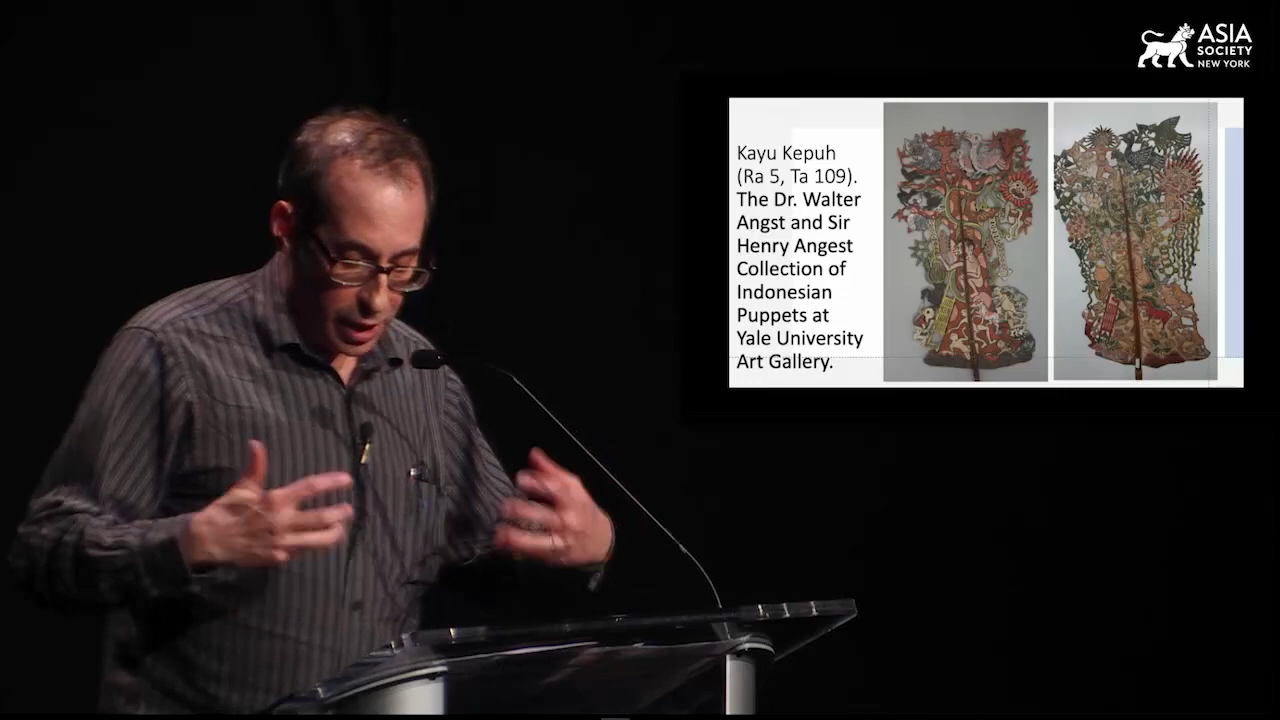 ASIA
SOCIETY
NEW YORK
Kayu Kepuh
(Ra 5, Ta 109).
The Dr. Walter
Angst and Sir
Henry Angest
Collection of
Indonesian
Puppets at
Yale University
Art Gallery.